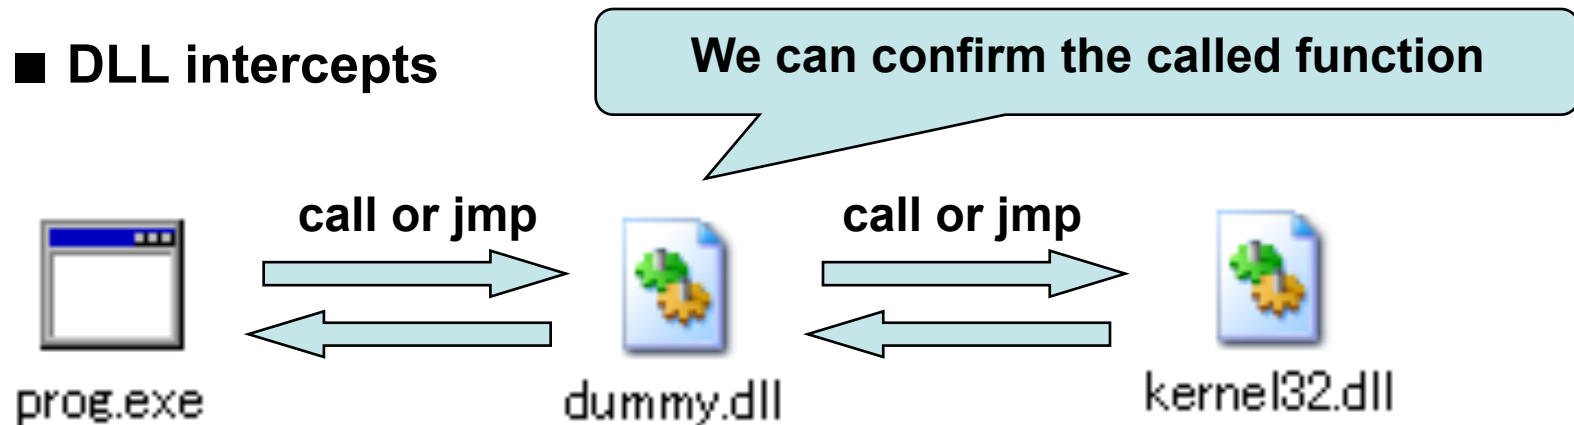 ■ DLL intercepts
We can confirm the called function
call or jmp
call or jmp
prog.exe
dummy.dll
kernel32.dll